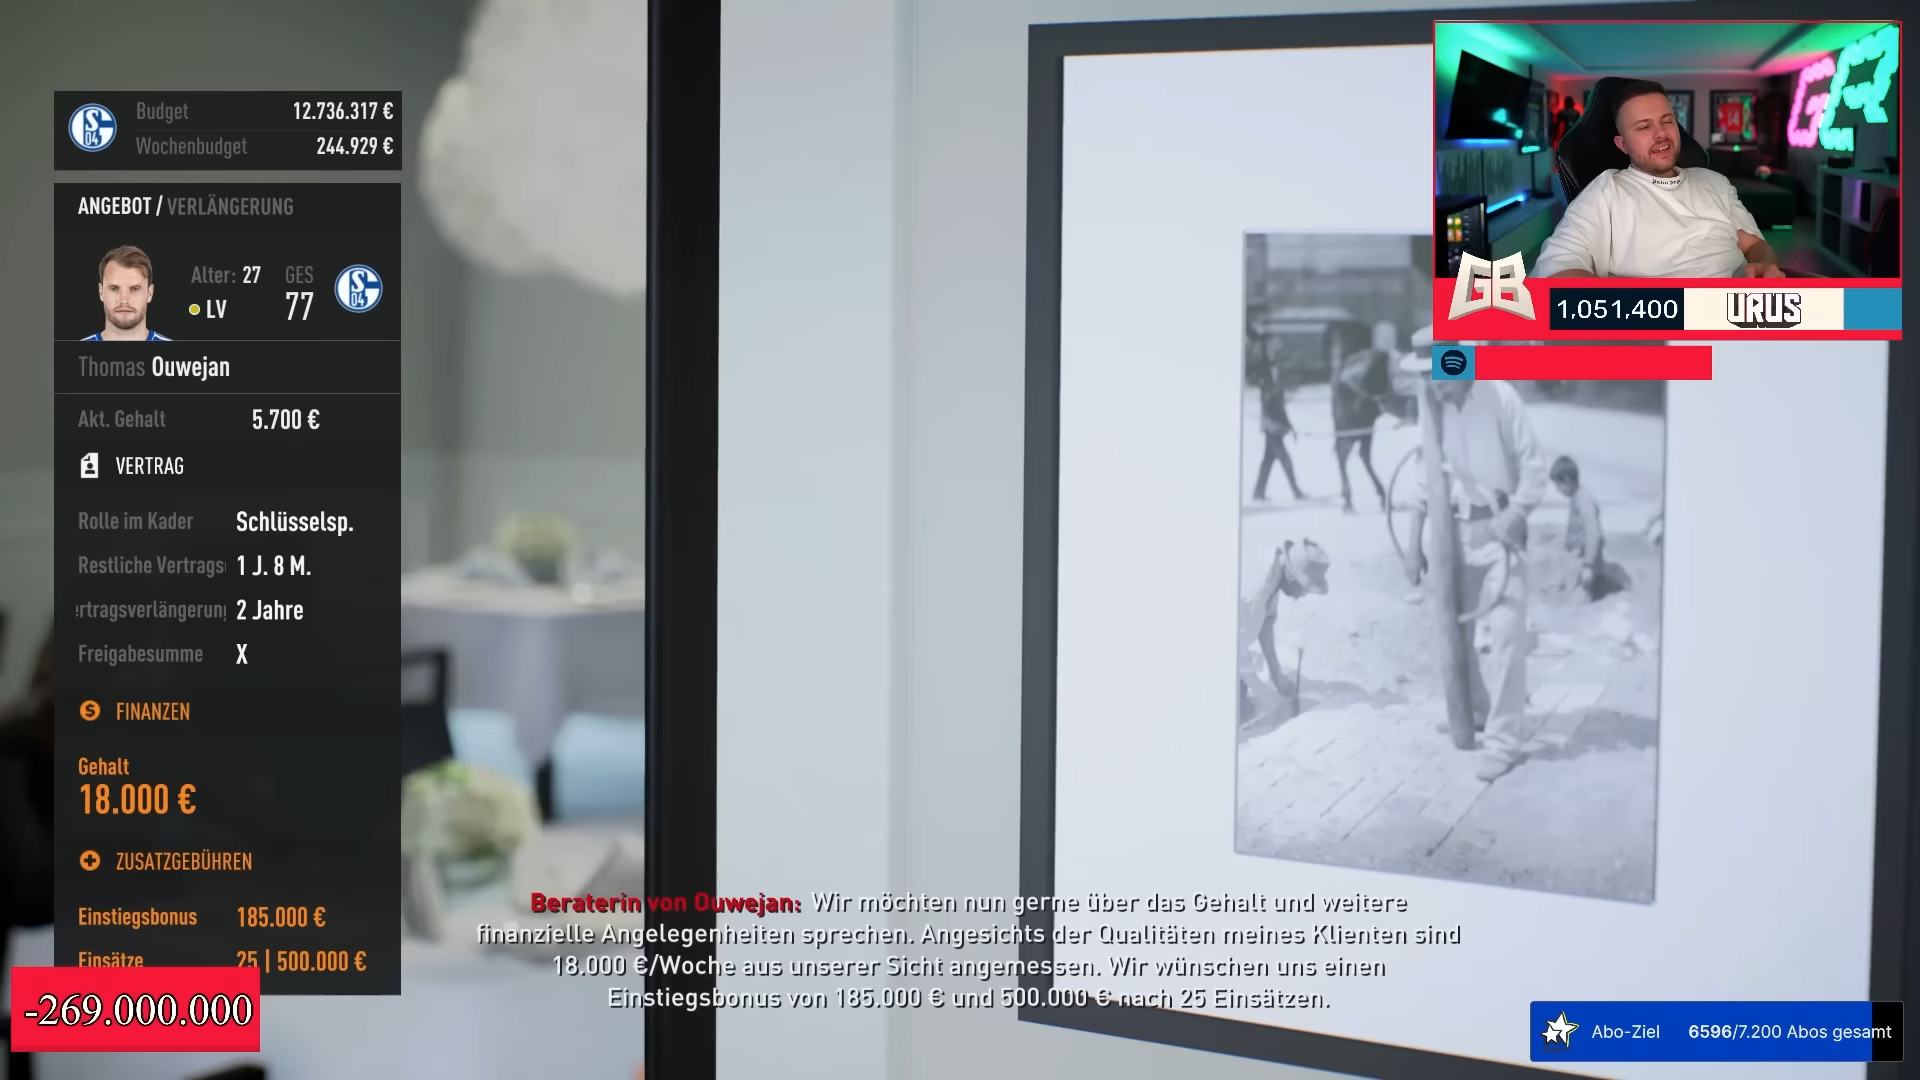 Budget 12.736.317 €
Wochenbudget 244.929 €
ANGEBOT / VERLÄNGERUNG
Alter: 27 GES
LV 77
Thomas Ouwejan
Akt. Gehalt 5.700 €
VERTRAG
Rolle im Kader Schlüsselsp.
Restliche Vertrags 1 J. 8 M.
ertragsverlängerung 2 Jahre
Freigabesumme X
FINANZEN
Gehalt
18.000 €
ZUSATZGEBÜHREN
Einstiegsbonus 185.000 €
Einsätze 25 | 500.000 €
-269.000.000
Beraterin von Ouwejan: Wir möchten nun gerne über das Gehalt und weitere
finanzielle Angelegenheiten sprechen. Angesichts der Qualitäten meines Klienten sind
18.000 €/Woche aus unserer Sicht angemessen. Wir wünschen uns einen
Einstiegsbonus von 185.000 € und 500.000 € nach 25 Einsätzen.
GR
GB
1,051,400 URUS
Abo-Ziel 6596/7.200 Abos gesamt